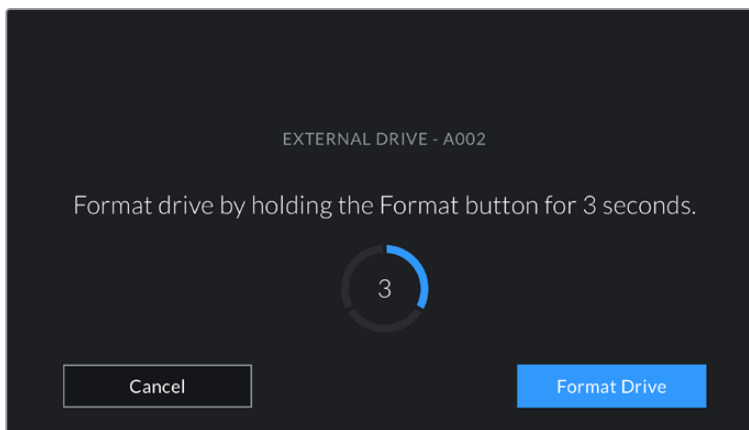 EXTERNAL DRIVE - A002
Format drive by holding the Format button for 3 seconds.
3
Cancel
Format Drive